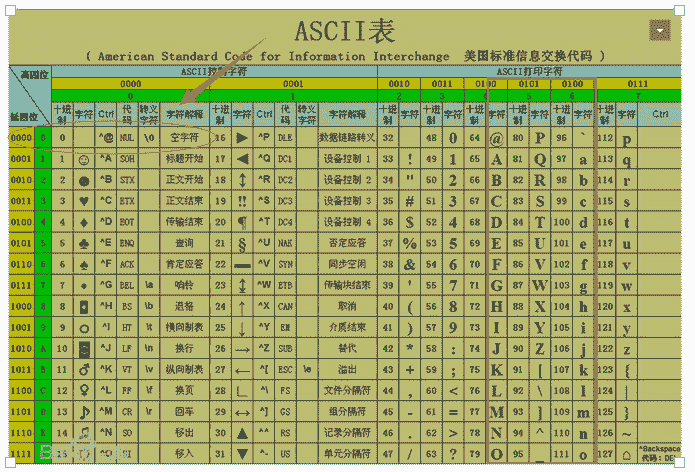 ASCII表
( American Standard Code for Information Interchange 美国标准信息交换代码 )
高四位 ASCII控制字符 ASCII打印字符
0000 0001 0010 0011 0100 0101 0100 0111
0 1 2 3 4 5 6 7
低四位 十进制 字符 Ctrl 代码 转义字符 字符解释 十进制 字符 Ctrl 代码 转义字符 字符解释 十进制 字符 十进制 字符 十进制 字符 十进制 字符 十进制 字符 十进制 字符 Ctrl
0000 0 0 ^@ NUL \0 空字符 16 ► ^P DLE 数据链路转义 32 48 0 64 @ 80 P 96 ` 112 p
0001 1 1 ☺ ^A SOH 标题开始 17 ◄ ^Q DC1 设备控制 1 33 ! 49 1 65 A 81 Q 97 a 113 q
0010 2 2 ☻ ^B STX 正文开始 18 ↕ ^R DC2 设备控制 2 34 " 50 2 66 B 82 R 98 b 114 r
0011 3 3 ♥ ^C ETX 正文结束 19 ‼ ^S DC3 设备控制 3 35 # 51 3 67 C 83 S 99 c 115 s
0100 4 4 ♦ ^D EOT 传输结束 20 ¶ ^T DC4 设备控制 4 36 $ 52 4 68 D 84 T 100 d 116 t
0101 5 5 ♣ ^E ENQ 查询 21 § ^U NAK 否定应答 37 % 53 5 69 E 85 U 101 e 117 u
0110 6 6 ♠ ^F ACK 肯定应答 22 ▬ ^V SYN 同步空闲 38 & 54 6 70 F 86 V 102 f 118 v
0111 7 7 • ^G BEL \a 响铃 23 ↨ ^W ETB 传输块结束 39 ' 55 7 71 G 87 W 103 g 119 w
1000 8 8 ◘ ^H BS \b 退格 24 ↑ ^X CAN 取消 40 ( 56 8 72 H 88 X 104 h 120 x
1001 9 9 ○ ^I HT \t 横向制表 25 ↓ ^Y EM 介质结束 41 ) 57 9 73 I 89 Y 105 i 121 y
1010 A 10 ◙ ^J LF \n 换行 26 → ^Z SUB 替代 42 * 58 : 74 J 90 Z 106 j 122 z
1011 B 11 ♂ ^K VT \v 纵向制表 27 ← ^[ ESC \e 溢出 43 + 59 ; 75 K 91 [ 107 k 123 {
1100 C 12 ♀ ^L FF \f 换页 28 ∟ ^\ FS 文件分隔符 44 , 60 < 76 L 92 \ 108 l 124 |
1101 D 13 ♪ ^M CR \r 回车 29 ↔ ^] GS 组分隔符 45 - 61 = 77 M 93 ] 109 m 125 }
1110 E 14 ♫ ^N SO 移出 30 ▲ ^^ RS 记录分隔符 46 . 62 > 78 N 94 ^ 110 n 126 ~
1111 15 SI 移入 31 ▼ ^- US 单元分隔符 47 / 63 ? 79 O 95 _ 111 o 127 ⌂ ^Backspace
代码：DEL